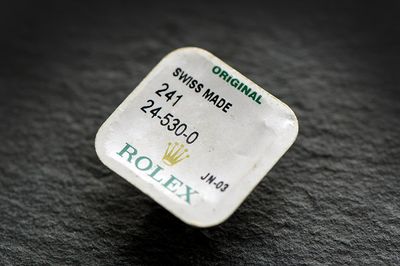 ORIGINAL
SWISS MADE
241
24-530-0
ROLEX
JN-03